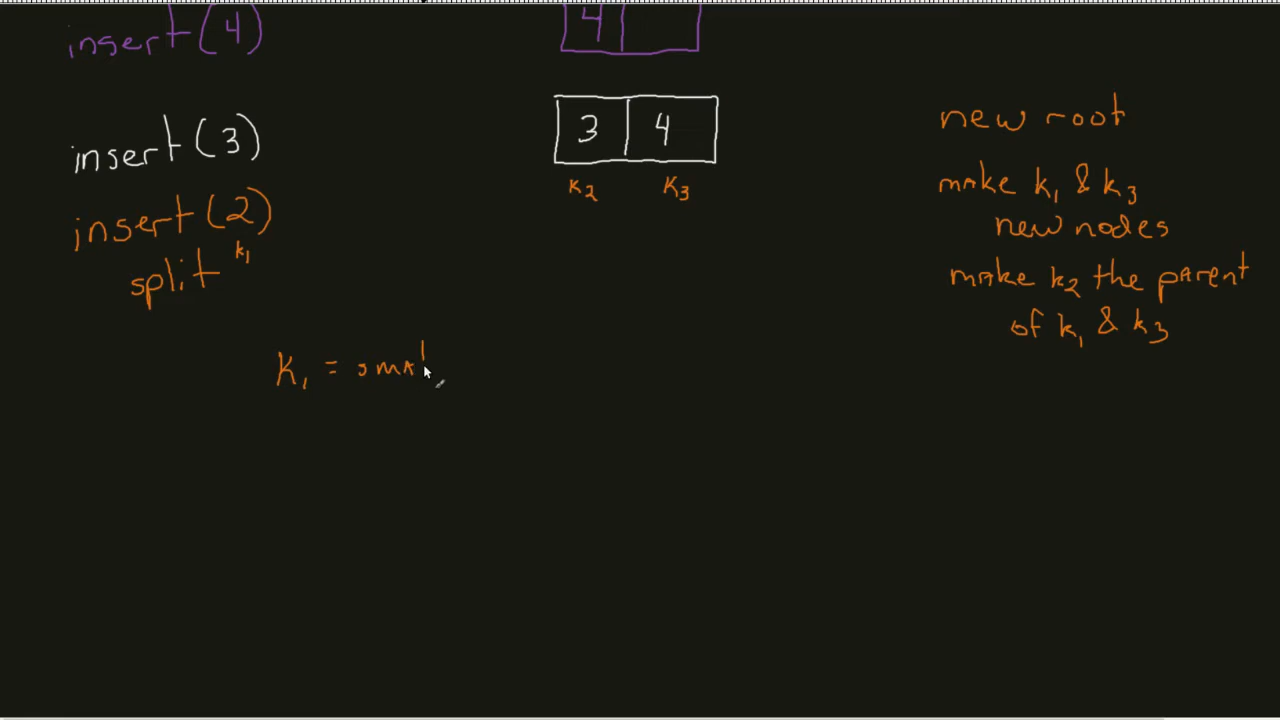 insert(4)
4
insert(3)
3 4
K2 K3
insert(2)
k1
split
K1 = smal
new root
make k1 & k3
new nodes
make k2 the parent
of k1 & k3